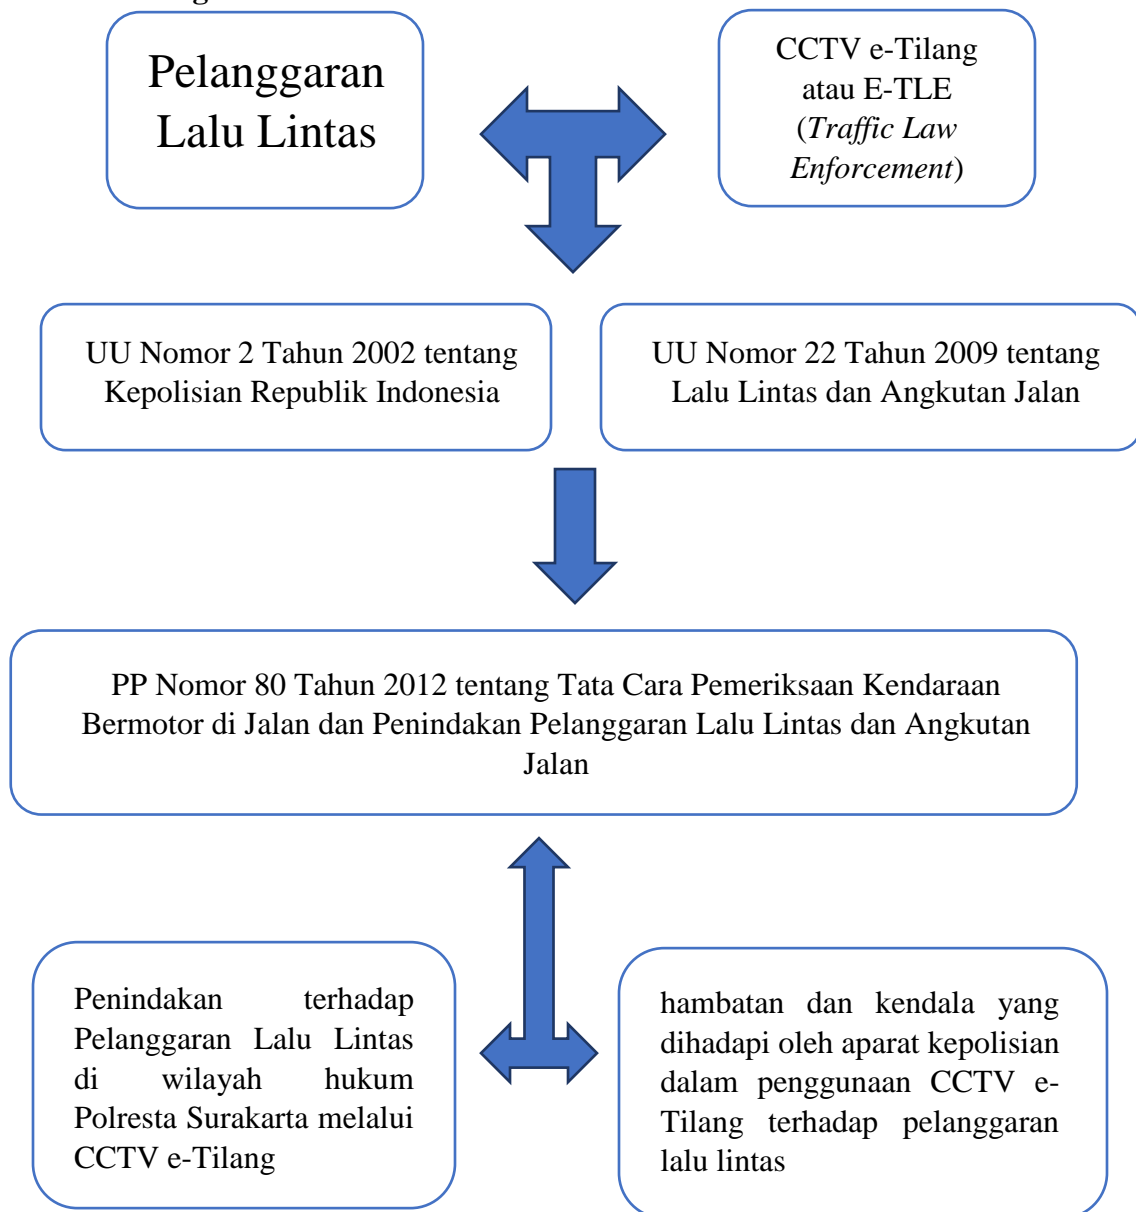 Pelanggaran
Lalu Lintas
CCTV e-Tilang
atau E-TLE
(Traffic Law
Enforcement)
UU Nomor 2 Tahun 2002 tentang
Kepolisian Republik Indonesia
UU Nomor 22 Tahun 2009 tentang
Lalu Lintas dan Angkutan Jalan
PP Nomor 80 Tahun 2012 tentang Tata Cara Pemeriksaan Kendaraan
Bermotor di Jalan dan Penindakan Pelanggaran Lalu Lintas dan Angkutan
Jalan
Penindakan terhadap
Pelanggaran Lalu Lintas
di wilayah hukum
Polresta Surakarta melalui
CCTV e-Tilang
hambatan dan kendala yang
dihadapi oleh aparat kepolisian
dalam penggunaan CCTV e-
Tilang terhadap pelanggaran
lalu lintas